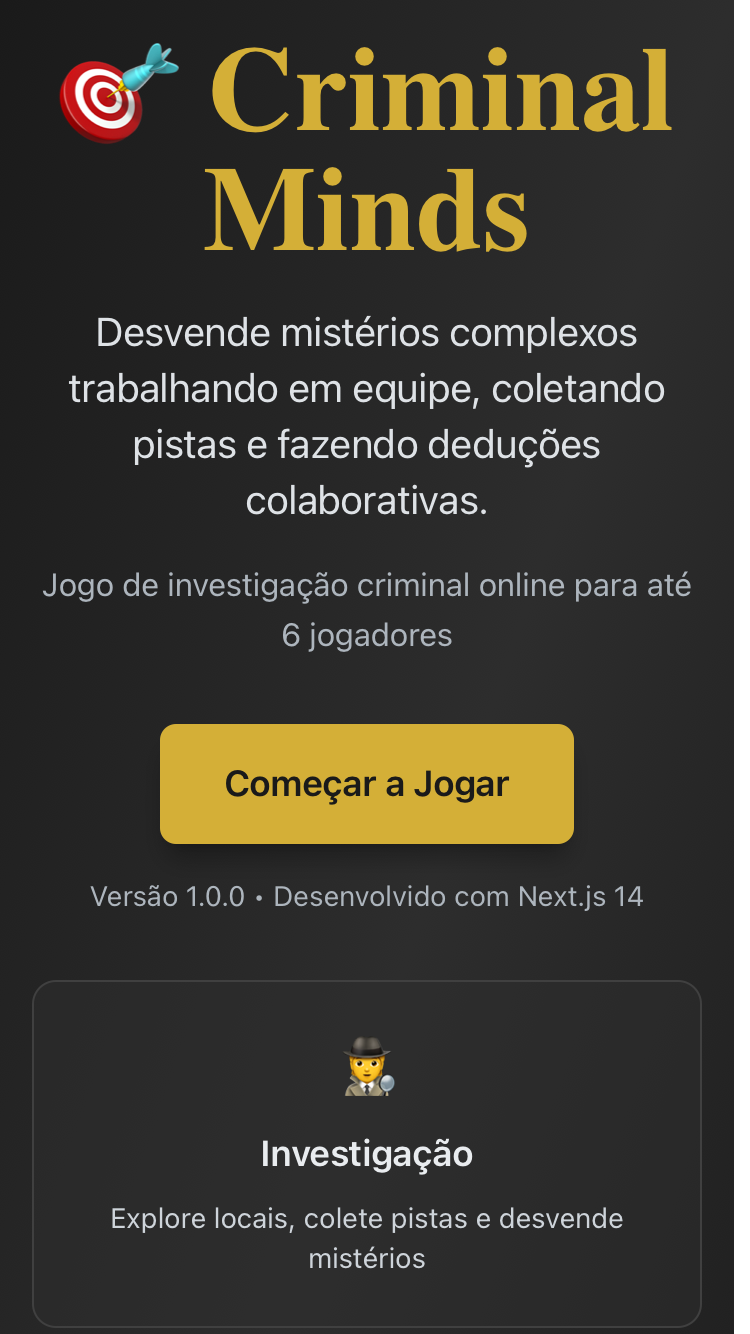 Criminal
Minds
Desvende mistérios complexos
trabalhando em equipe, coletando
pistas e fazendo deduções
colaborativas.
Jogo de investigação criminal online para até
6 jogadores
Começar a Jogar
Versão 1.0.0 • Desenvolvido com Next.js 14
Investigação
Explore locais, colete pistas e desvende
mistérios